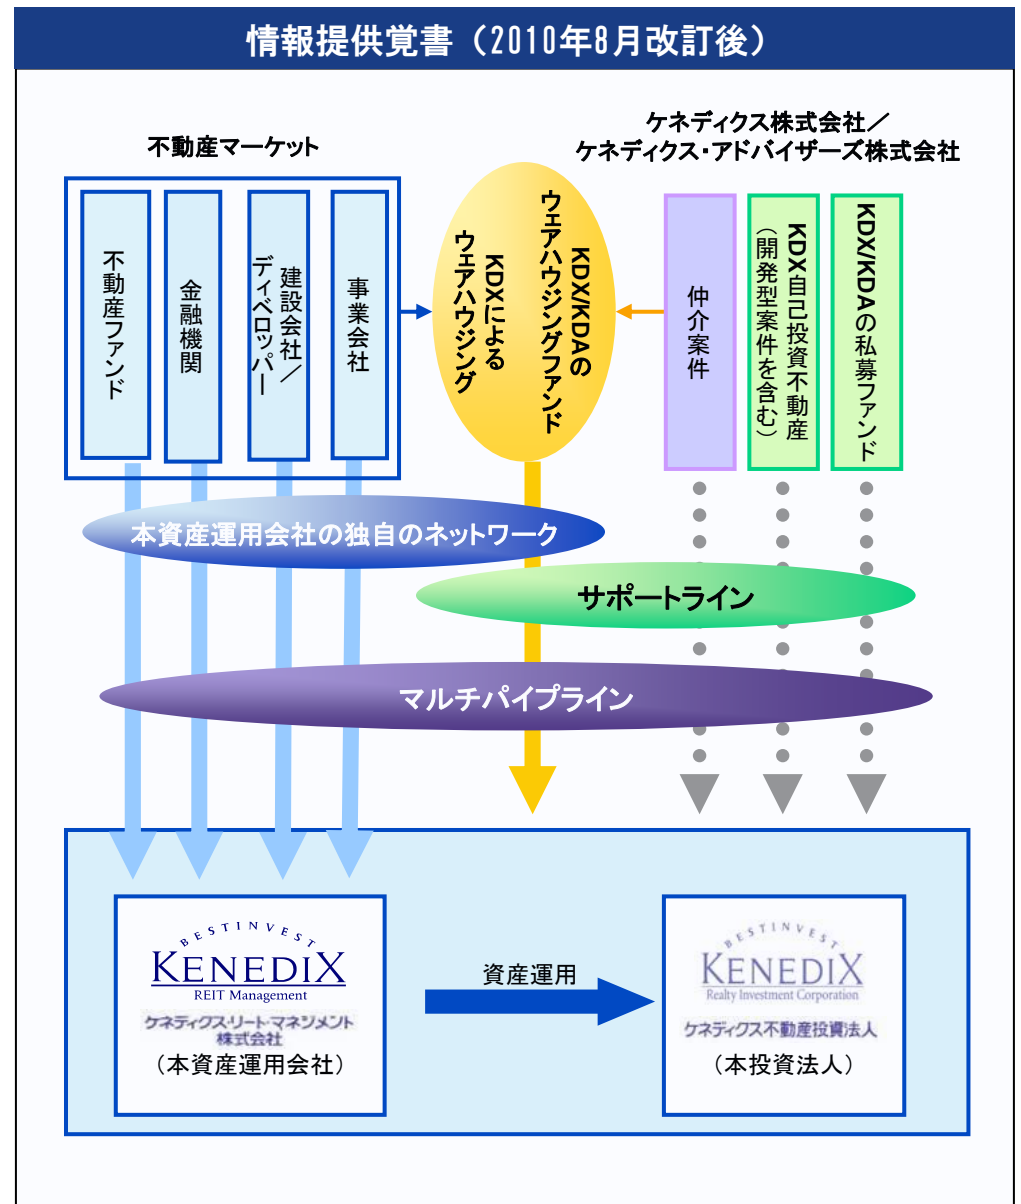 情報提供覚書（2010年8月改訂後）
不動産マーケット
ケネディクス株式会社／
ケネディクス・アドバイザーズ株式会社
不動産ファンド
金融機関
建設会社／
ディベロッパー
事業会社
KDX/KDAの
ウェアハウジングファンド
KDXによる
ウェアハウジング
仲介案件
KDX自己投資不動産
（開発型案件を含む）
KDX/KDAの私募ファンド
本資産運用会社の独自のネットワーク
サポートライン
マルチパイプライン
BESTINVEST
KENEDIX
REIT Management
ケネディクス・リート・マネジメント
株式会社
（本資産運用会社）
資産運用
BESTINVEST
KENEDIX
Realty Investment Corporation
ケネディクス不動産投資法人
（本投資法人）